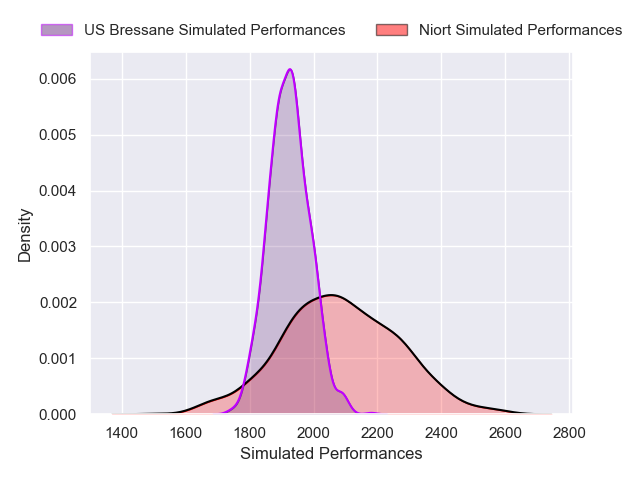 US Bressane Simulated Performances Niort Simulated Performances
0.006
0.005
0.004
0.003
0.002
0.001
0.000
Density
1400 1600 1800 2000 2200 2400 2600 2800
Simulated Performances